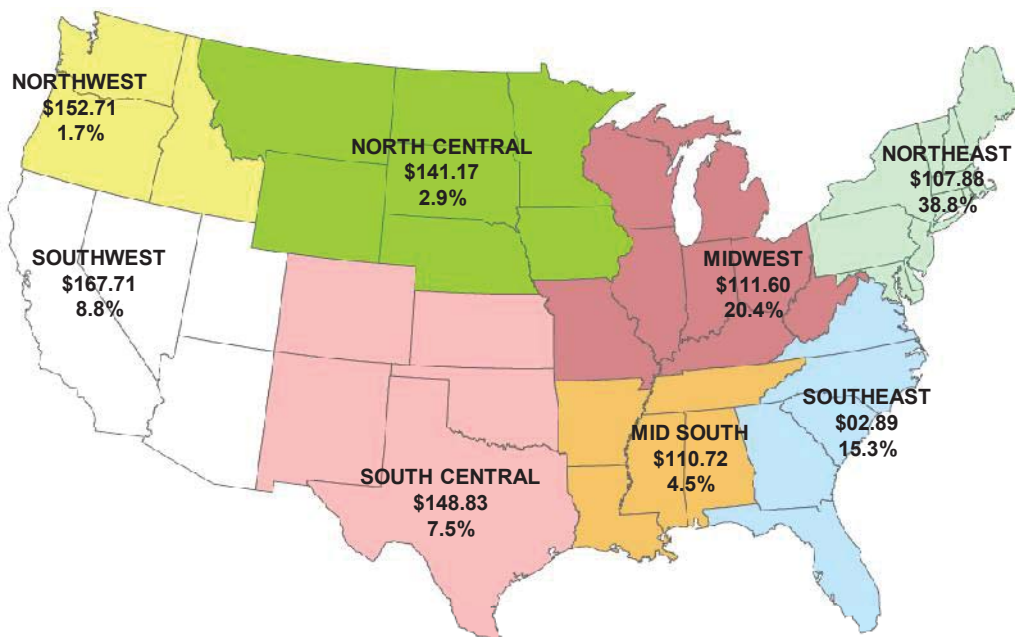 NORTHWEST
$152.71
1.7%
NORTH CENTRAL
$141.17
2.9%
NORTHEAST
$107.88
38.8%
SOUTHWEST
$167.71
8.8%
MIDWEST
$111.60
20.4%
SOUTHEAST
$02.89
15.3%
MID SOUTH
$110.72
4.5%
SOUTH CENTRAL
$148.83
7.5%